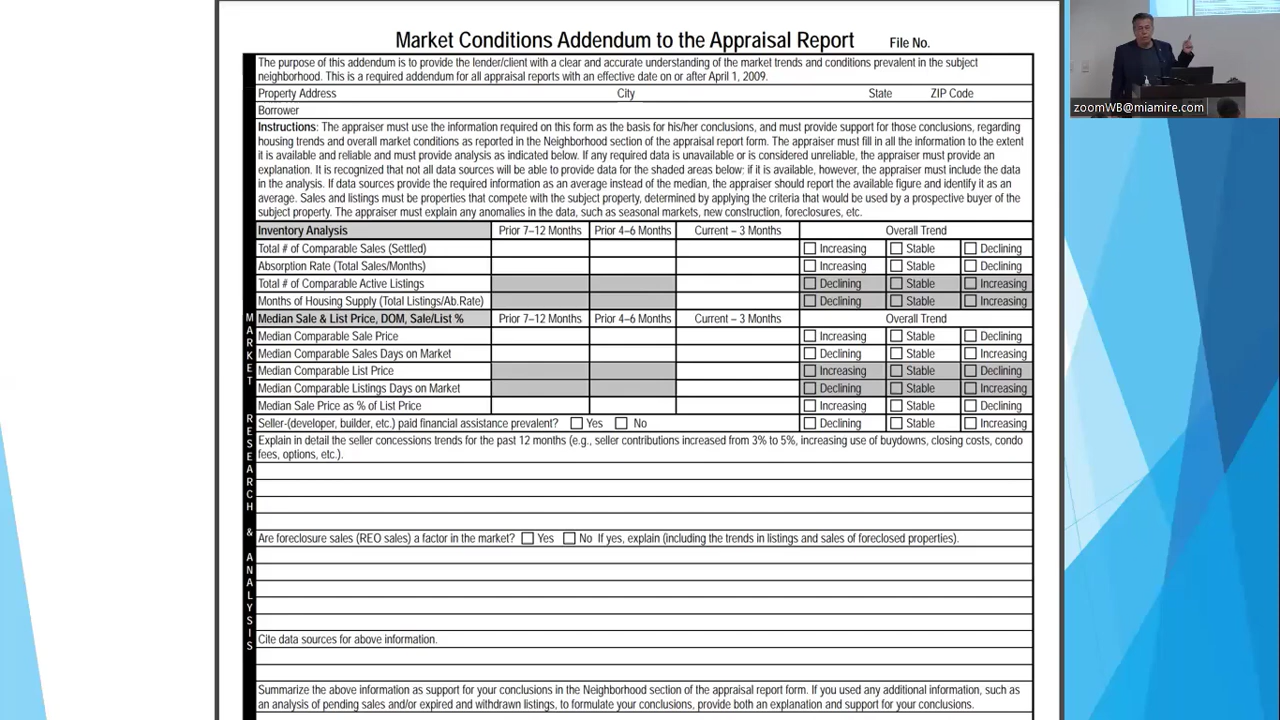 Market Conditions Addendum to the Appraisal Report File No.
The purpose of this addendum is to provide the lender/client with a clear and accurate understanding of the market trends and conditions prevalent in the subject
neighborhood. This is a required addendum for all appraisal reports with an effective date on or after April 1, 2009.
Property Address City State ZIP Code
Borrower
Instructions: The appraiser must use the information required on this form as the basis for his/her conclusions, and must provide support for those conclusions, regarding
housing trends and overall market conditions as reported in the Neighborhood section of the appraisal report form. The appraiser must fill in all the information to the extent
it is available and reliable and must provide analysis as indicated below. If any required data is unavailable or is considered unreliable, the appraiser must provide an
explanation. It is recognized that not all data sources will be able to provide data for the shaded areas below; if it is available, however, the appraiser must include the data
in the analysis. If data sources provide the required information as an average instead of the median, the appraiser should report the available figure and identify it as an
average. Sales and listings must be properties that compete with the subject property, determined by applying the criteria that would be used by a prospective buyer of the
subject property. The appraiser must explain any anomalies in the data, such as seasonal markets, new construction, foreclosures, etc.
Inventory Analysis Prior 7–12 Months Prior 4–6 Months Current – 3 Months Overall Trend
Total # of Comparable Sales (Settled) Increasing Stable Declining
Absorption Rate (Total Sales/Months) Increasing Stable Declining
Total # of Comparable Active Listings Declining Stable Increasing
Months of Housing Supply (Total Listings/Ab.Rate) Declining Stable Increasing
Median Sale & List Price, DOM, Sale/List % Prior 7–12 Months Prior 4–6 Months Current – 3 Months Overall Trend
Median Comparable Sale Price Increasing Stable Declining
Median Comparable Sales Days on Market Declining Stable Increasing
Median Comparable List Price Increasing Stable Declining
Median Comparable Listings Days on Market Declining Stable Increasing
Median Sale Price as % of List Price Increasing Stable Declining
Seller-(developer, builder, etc.) paid financial assistance prevalent? Yes No Declining Stable Increasing
Explain in detail the seller concessions trends for the past 12 months (e.g., seller contributions increased from 3% to 5%, increasing use of buydowns, closing costs, condo
fees, options, etc.).
Are foreclosure sales (REO sales) a factor in the market? Yes No If yes, explain (including the trends in listings and sales of foreclosed properties).
Cite data sources for above information.
Summarize the above information as support for your conclusions in the Neighborhood section of the appraisal report form. If you used any additional information, such as
an analysis of pending sales and/or expired and withdrawn listings, to formulate your conclusions, provide both an explanation and support for your conclusions.
MARKET RESEARCH & ANALYSIS
zoomWB@miamire.com